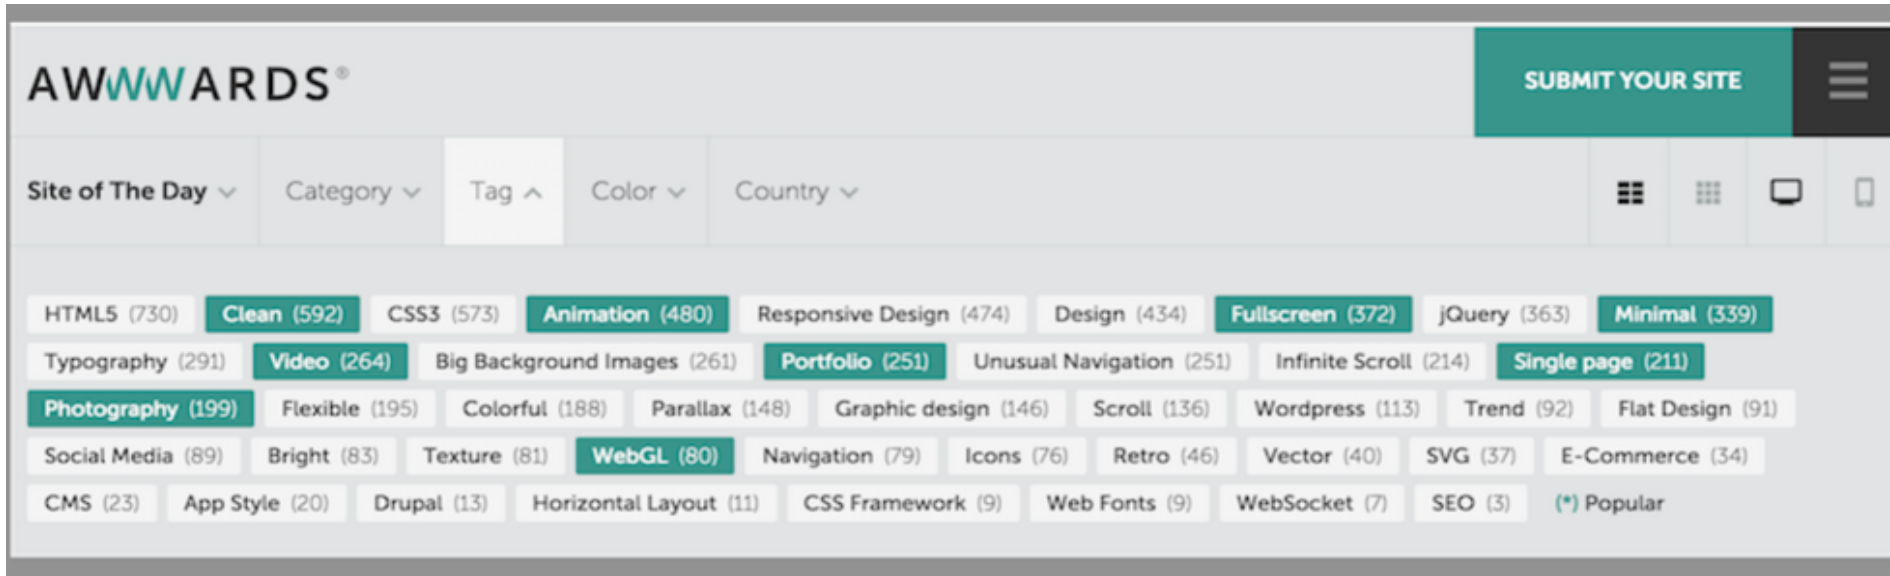 AWWWARDS®
SUBMIT YOUR SITE
Site of The Day Category Tag Color Country
HTML5 (730) Clean (592) CSS3 (573) Animation (480) Responsive Design (474) Design (434) Fullscreen (372) jQuery (363) Minimal (339)
Typography (291) Video (264) Big Background Images (261) Portfolio (251) Unusual Navigation (251) Infinite Scroll (214) Single page (211)
Photography (199) Flexible (195) Colorful (188) Parallax (148) Graphic design (146) Scroll (136) Wordpress (113) Trend (92) Flat Design (91)
Social Media (89) Bright (83) Texture (81) WebGL (80) Navigation (79) Icons (76) Retro (46) Vector (40) SVG (37) E-Commerce (34)
CMS (23) App Style (20) Drupal (13) Horizontal Layout (11) CSS Framework (9) Web Fonts (9) WebSocket (7) SEO (3) (*) Popular